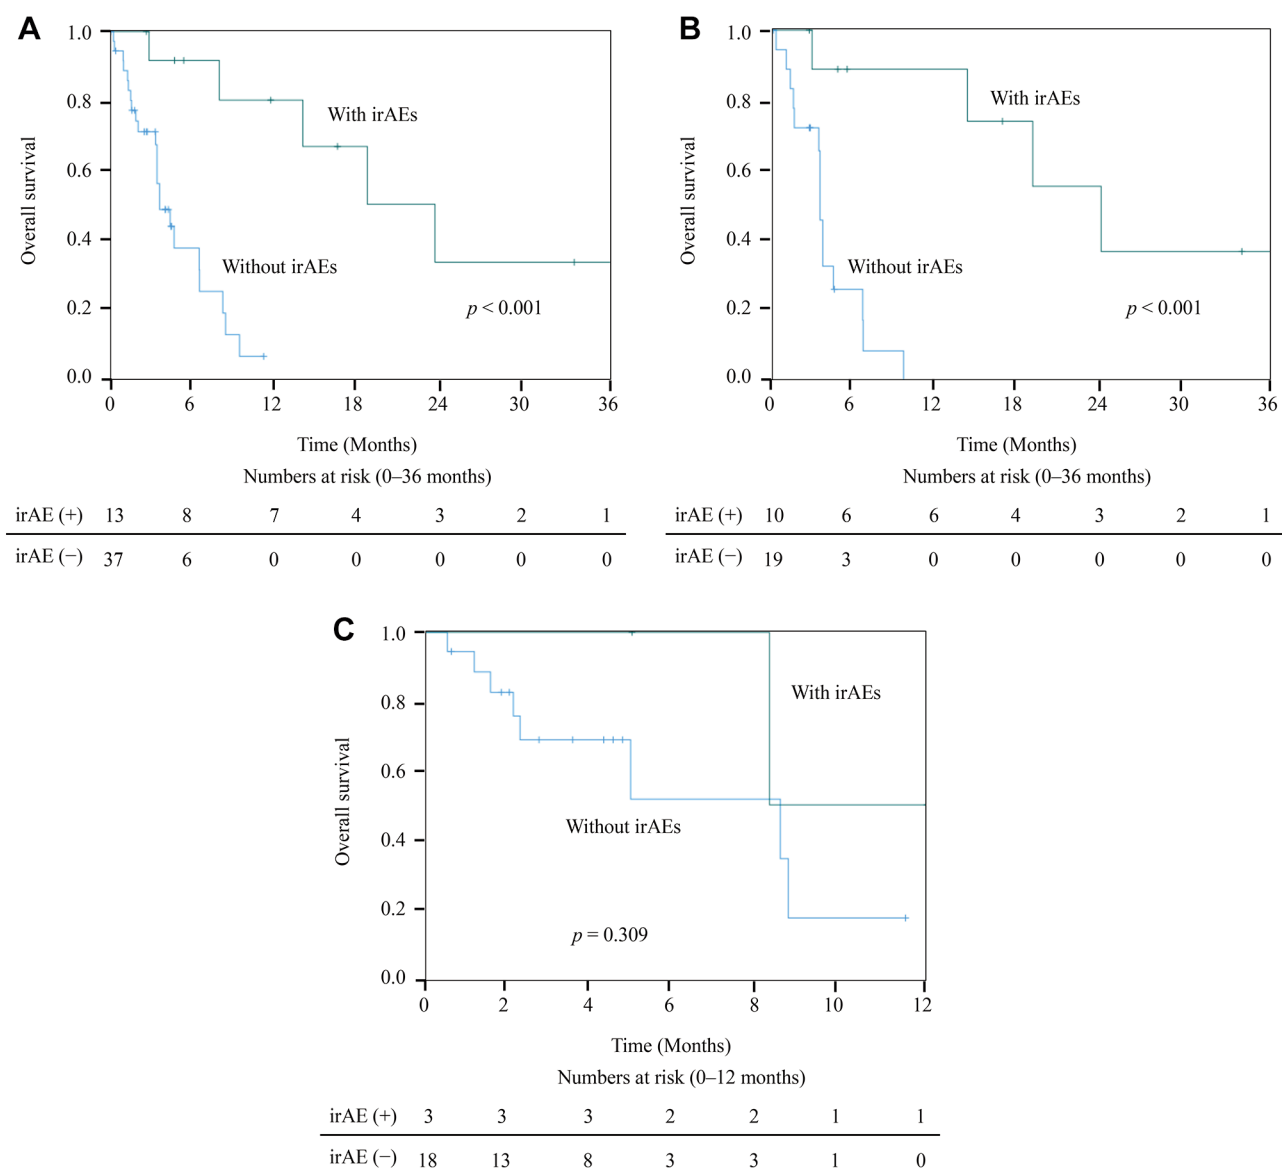 A
1.0
0.8
0.6
0.4
0.2
0.0
Overall survival
With irAEs
Without irAEs
p < 0.001
0 6 12 18 24 30 36
Time (Months)
Numbers at risk (0–36 months)
irAE (+) 13 8 7 4 3 2 1
irAE (−) 37 6 0 0 0 0 0
B
1.0
0.8
0.6
0.4
0.2
0.0
Overall survival
With irAEs
Without irAEs
p < 0.001
0 6 12 18 24 30 36
Time (Months)
Numbers at risk (0–36 months)
irAE (+) 10 6 6 4 3 2 1
irAE (−) 19 3 0 0 0 0 0
C
1.0
0.8
0.6
0.4
0.2
0.0
Overall survival
With irAEs
Without irAEs
p = 0.309
0 2 4 6 8 10 12
Time (Months)
Numbers at risk (0–12 months)
irAE (+) 3 3 3 2 2 1 1
irAE (−) 18 13 8 3 3 1 0